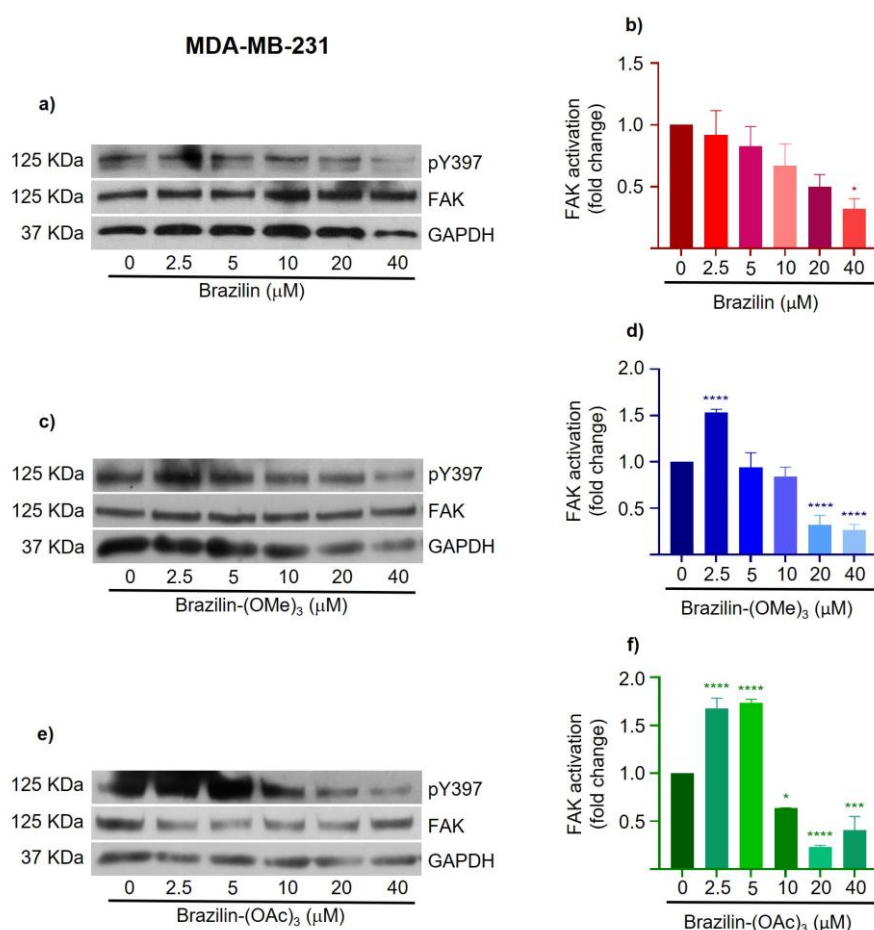 MDA-MB-231
a)
125 KDa pY397
125 KDa FAK
37 KDa GAPDH
0 2.5 5 10 20 40
Brazilin (μM)
b)
FAK activation
(fold change)
1.5
1.0
0.5
*
0 2.5 5 10 20 40
Brazilin (μM)
c)
125 KDa pY397
125 KDa FAK
37 KDa GAPDH
0 2.5 5 10 20 40
Brazilin-(OMe)₃ (μM)
d)
FAK activation
(fold change)
2.0
1.5
1.0
0.5
****
**** ****
0 2.5 5 10 20 40
Brazilin-(OMe)₃ (μM)
e)
125 KDa pY397
125 KDa FAK
37 KDa GAPDH
0 2.5 5 10 20 40
Brazilin-(OAc)₃ (μM)
f)
FAK activation
(fold change)
2.0
1.5
1.0
0.5
**** ****
* **** ***
0 2.5 5 10 20 40
Brazilin-(OAc)₃ (μM)